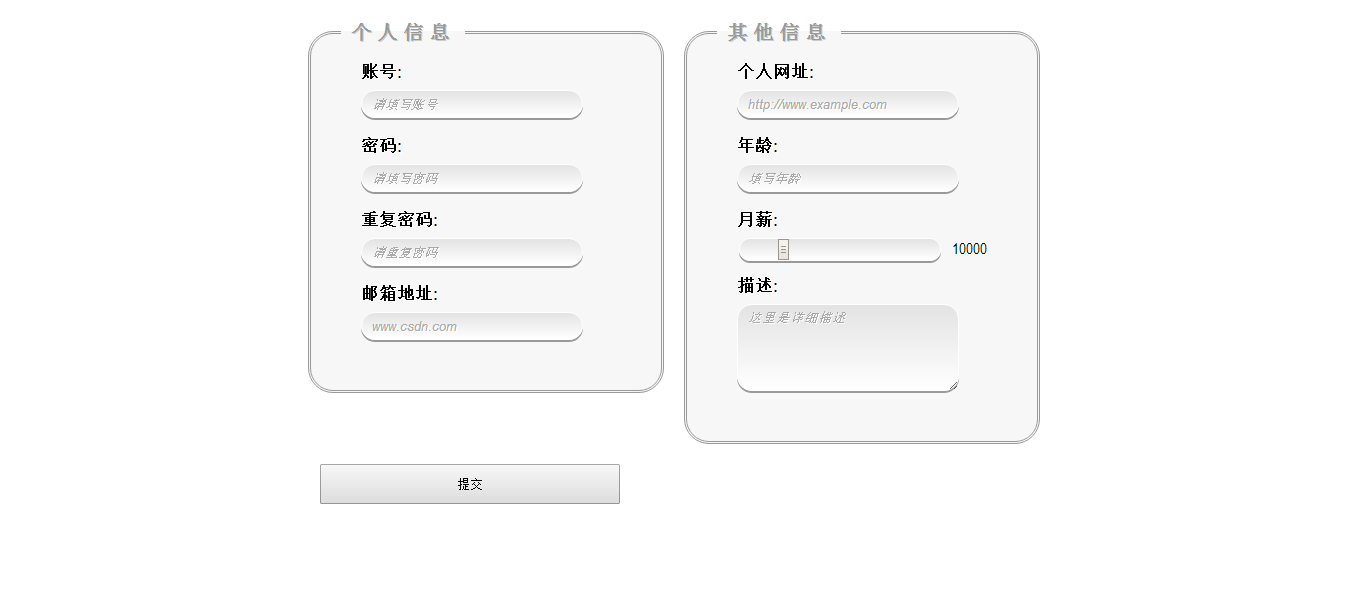 个人信息
账号:
请填写账号
密码:
请填写密码
重复密码:
请重复密码
邮箱地址:
www.csdn.com
其他信息
个人网址:
http://www.example.com
年龄:
填写年龄
月薪:
10000
描述:
这里是详细描述
提交